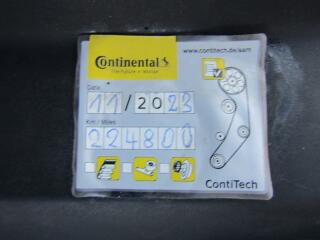 Continental
The Future in Motion
www.contitech.de/aam
Date
11/2023
Km / Miles
224800
ContiTech